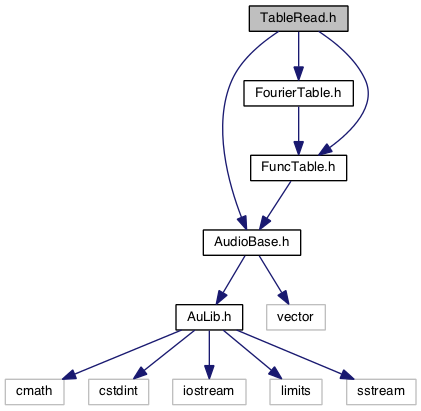 TableRead.h
FourierTable.h
FuncTable.h
AudioBase.h
AuLib.h
vector
cmath
cstdint
iostream
limits
sstream